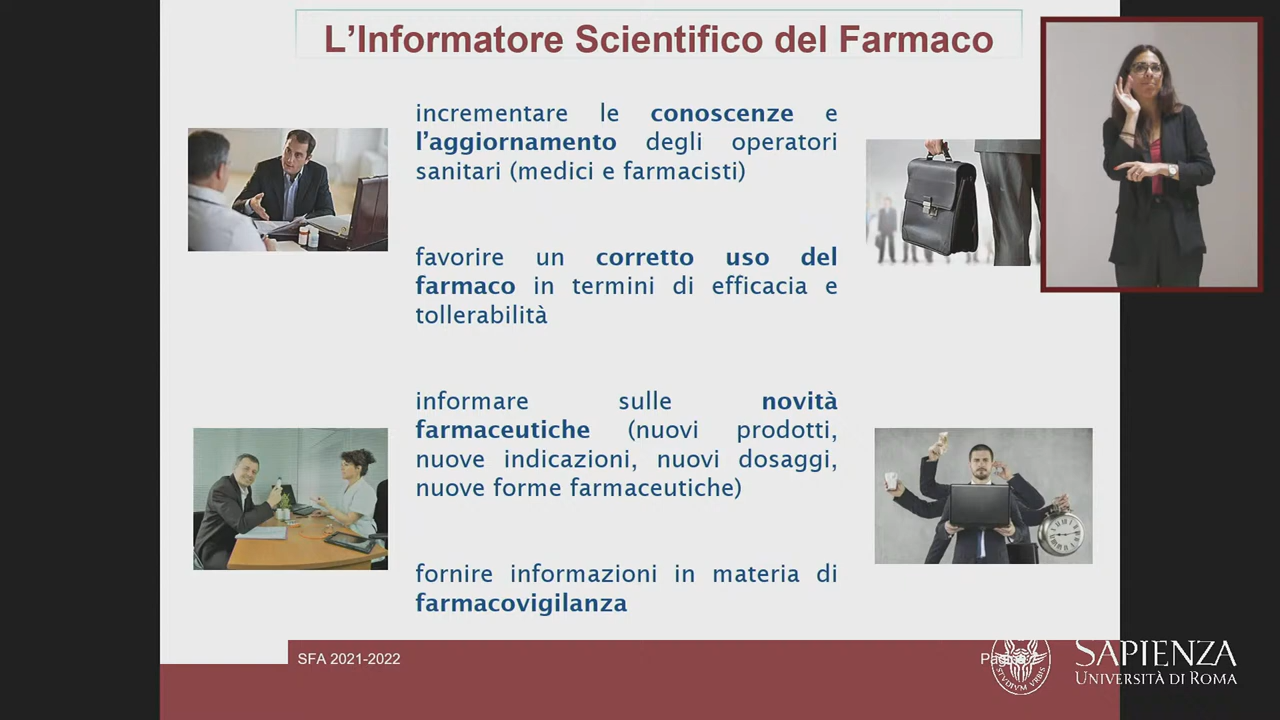 L'Informatore Scientifico del Farmaco
incrementare le conoscenze e
l'aggiornamento degli operatori
sanitari (medici e farmacisti)
favorire un corretto uso del
farmaco in termini di efficacia e
tollerabilità
informare sulle novità
farmaceutiche (nuovi prodotti,
nuove indicazioni, nuovi dosaggi,
nuove forme farmaceutiche)
fornire informazioni in materia di
farmacovigilanza
SFA 2021-2022
SAPIENZA
UNIVERSITÀ DI ROMA
STVDIVM VRBIS